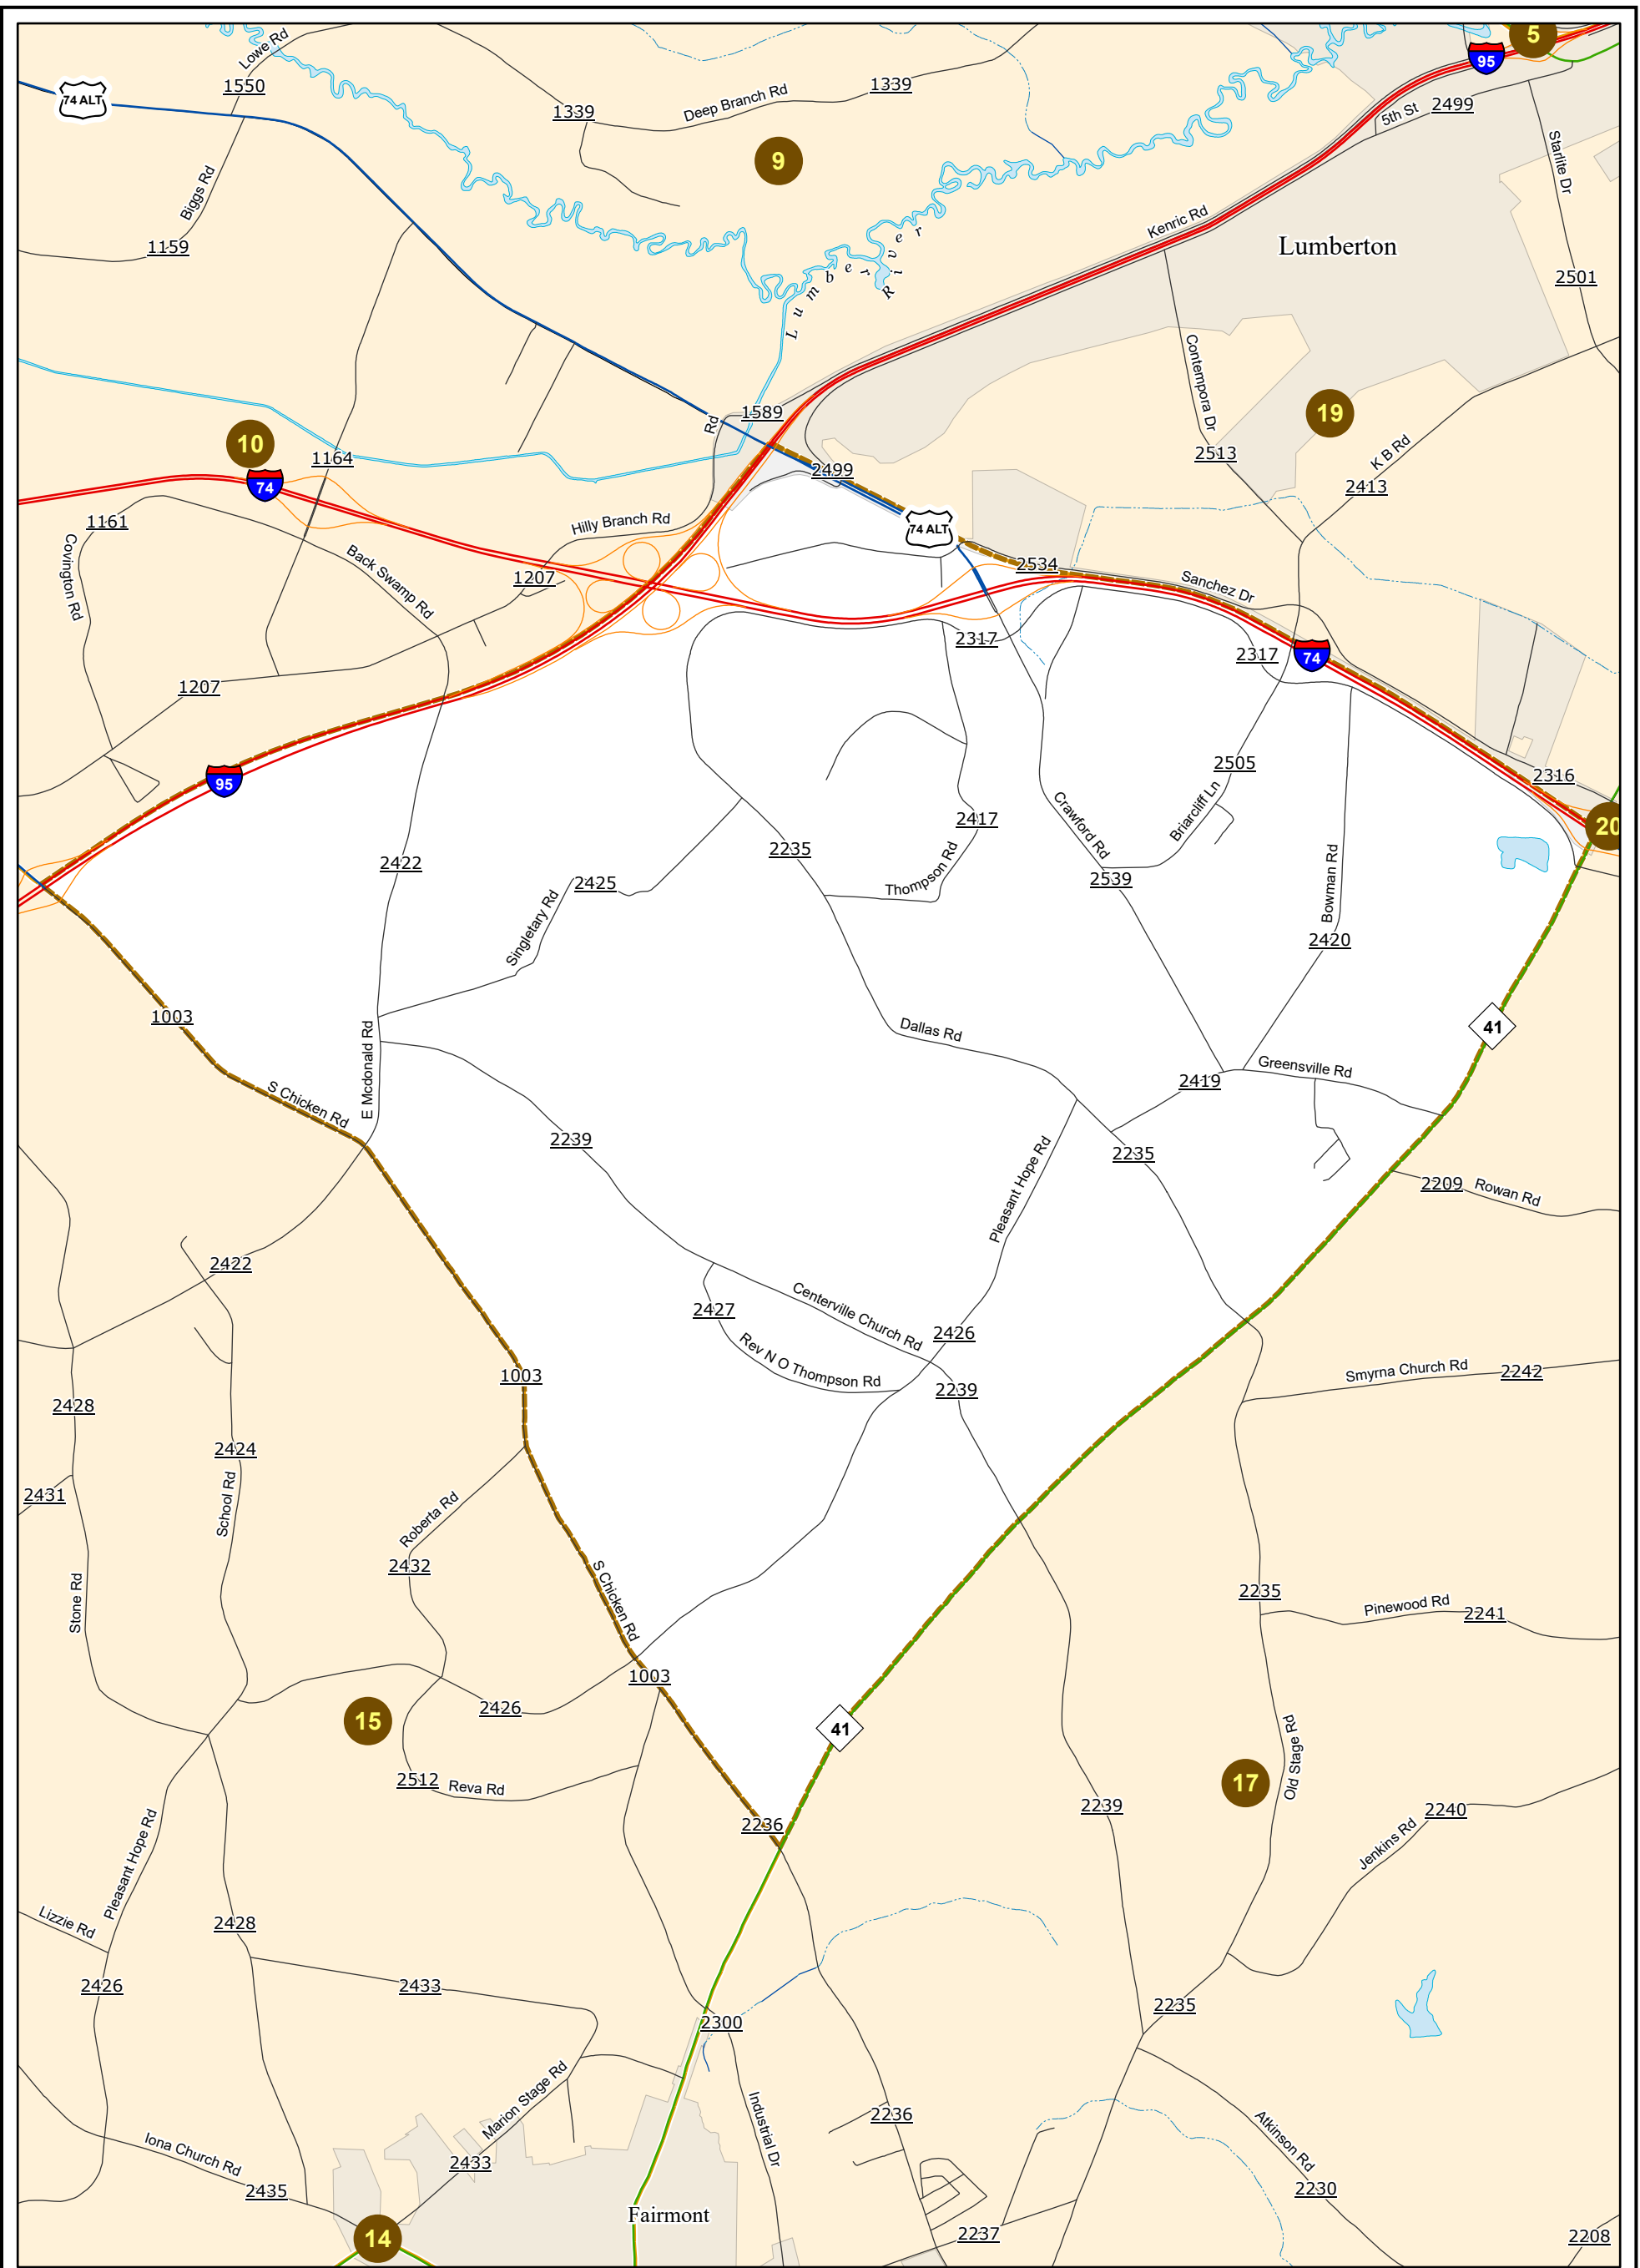 5
95
Lowe Rd
1550
74 ALT
1339
Deep Branch Rd
1339
5th St
2499
Starlite Dr
9
Biggs Rd
1159
Kenric Rd
Lumberton
Lumber River
2501
Contempora Dr
1589
Rd
19
10
1164
74
2499
2513
K B Rd
2413
1161
Hilly Branch Rd
74 ALT
Covington Rd
Back Swamp Rd
1207
2534
Sanchez Dr
2317
2317
74
1207
95
2505
2316
Crawford Rd
Briarcliff Ln
2417
20
2422
2235
Thompson Rd
2425
2539
Bowman Rd
Singletary Rd
2420
1003
41
E Mcdonald Rd
Dallas Rd
Greensville Rd
2419
S Chicken Rd
2239
Pleasant Hope Rd
2235
2209
Rowan Rd
2422
2427
Centerville Church Rd
2426
Rev N O Thompson Rd
1003
2239
Smyrna Church Rd
2242
2428
2424
2431
School Rd
Roberta Rd
2432
Stone Rd
S Chicken Rd
2235
Pinewood Rd
2241
1003
2426
15
41
Old Stage Rd
2512
Reva Rd
17
2236
2239
2240
Jenkins Rd
Pleasant Hope Rd
Lizzie Rd
2428
2426
2433
2235
2300
Marion Stage Rd
Industrial Dr
2236
Atkinson Rd
Iona Church Rd
2433
2435
2230
Fairmont
14
2237
2208